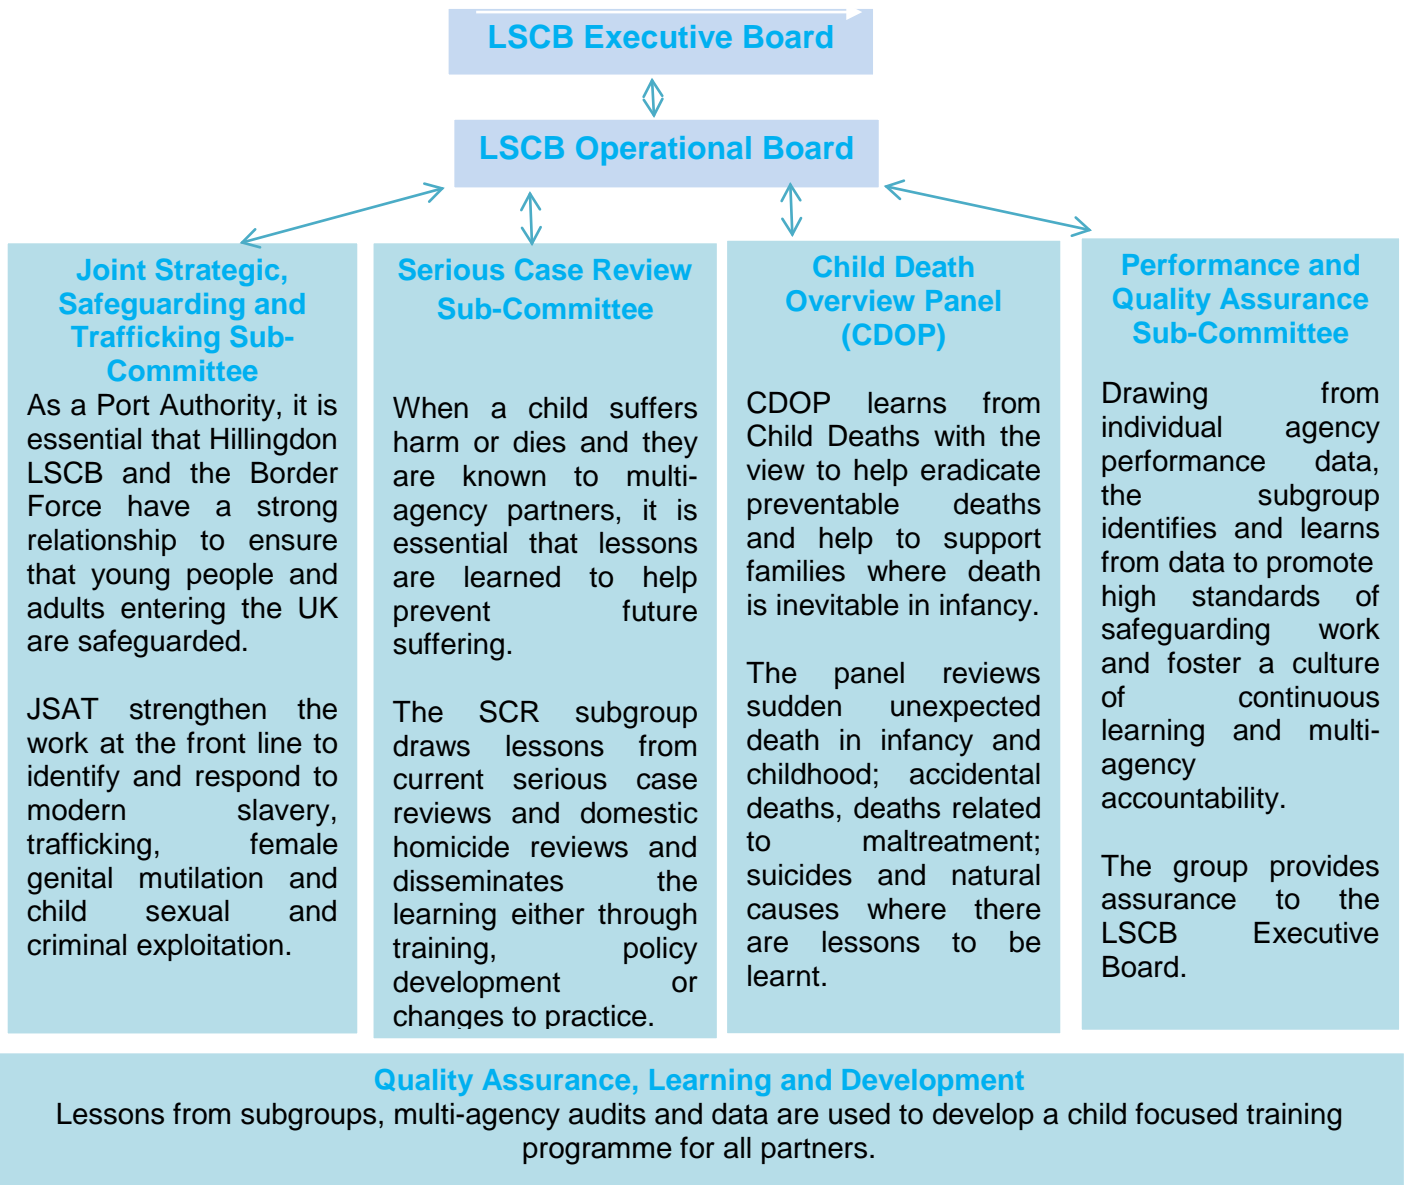 LSCB Executive Board
LSCB Operational Board
Joint Strategic,
Safeguarding and
Trafficking Sub-
Committee
As a Port Authority, it is
essential that Hillingdon
LSCB and the Border
Force have a strong
relationship to ensure
that young people and
adults entering the UK
are safeguarded.
JSAT strengthen the
work at the front line to
identify and respond to
modern slavery,
trafficking, female
genital mutilation and
child sexual and
criminal exploitation.
Serious Case Review
Sub-Committee
When a child suffers
harm or dies and they
are known to multi-
agency partners, it is
essential that lessons
are learned to help
prevent future
suffering.
The SCR subgroup
draws lessons from
current serious case
reviews and domestic
homicide reviews and
disseminates the
learning either through
training, policy
development or
changes to practice.
Child Death
Overview Panel
(CDOP)
CDOP learns from
Child Deaths with the
view to help eradicate
preventable deaths
and help to support
families where death
is inevitable in infancy.
The panel reviews
sudden unexpected
death in infancy and
childhood; accidental
deaths, deaths related
to maltreatment;
suicides and natural
causes where there
are lessons to be
learnt.
Performance and
Quality Assurance
Sub-Committee
Drawing from
individual agency
performance data,
the subgroup
identifies and learns
from data to promote
high standards of
safeguarding work
and foster a culture
of continuous
learning and multi-
agency
accountability.
The group provides
assurance to the
LSCB Executive
Board.
Quality Assurance, Learning and Development
Lessons from subgroups, multi-agency audits and data are used to develop a child focused training
programme for all partners.